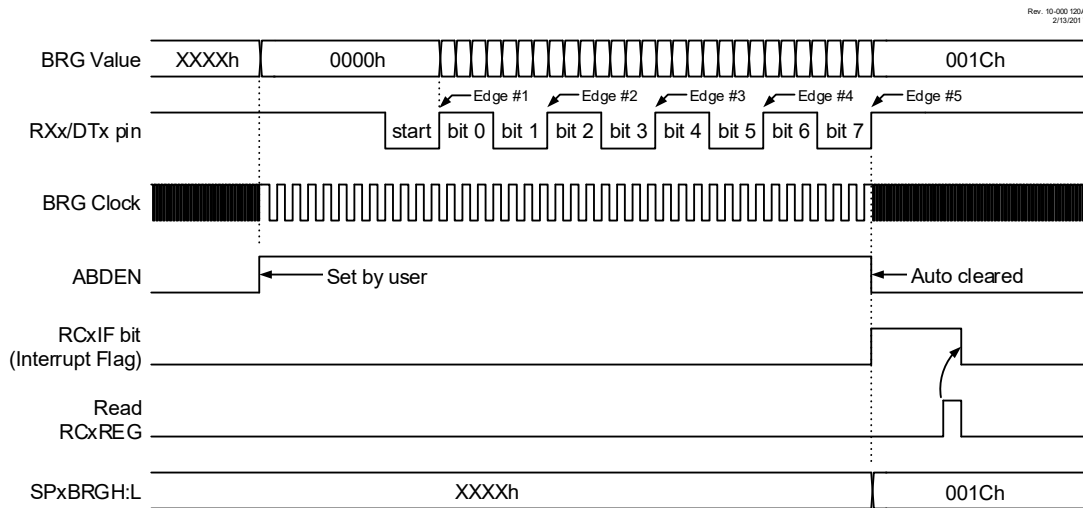 Rev. 10-000 120A
2/13/201
BRG Value XXXXh 0000h 001Ch
Edge #1 Edge #2 Edge #3 Edge #4 Edge #5
RXx/DTx pin start bit 0 bit 1 bit 2 bit 3 bit 4 bit 5 bit 6 bit 7
BRG Clock
ABDEN Set by user Auto cleared
RCxIF bit
(Interrupt Flag)
Read
RCxREG
SPxBRGH:L XXXXh 001Ch